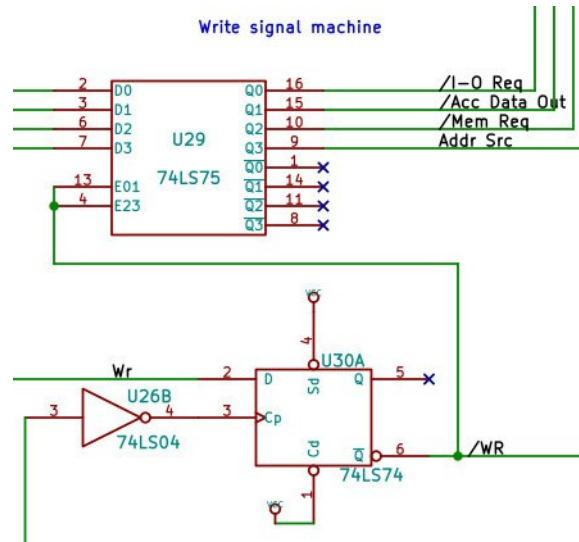 Write signal machine
2 D0 Q0 16 /I-O Req
3 D1 Q1 15 /Acc Data Out
6 D2 Q2 10 /Mem Req
7 D3 Q3 9 Addr Src
U29
74LS75
Q0 1
13 E01 Q1 14
4 E23 Q2 11
Q3 8
VCC
4
U30A
Wr 2 D Sd Q 5
U26B
3 4 3 Cp
74LS04
Cd Q 6 /WR
74LS74
1
VCC